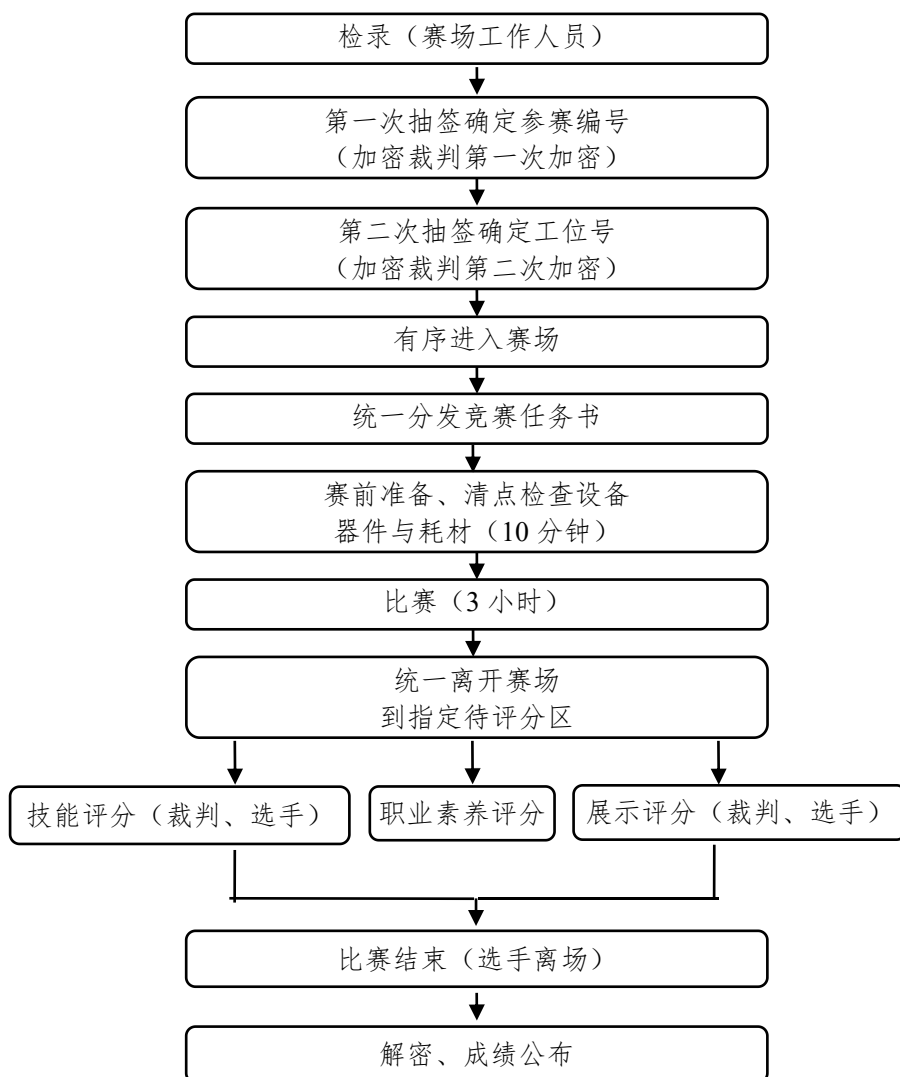 检录（赛场工作人员）
第一次抽签确定参赛编号
（加密裁判第一次加密）
第二次抽签确定工位号
（加密裁判第二次加密）
有序进入赛场
统一分发竞赛任务书
赛前准备、清点检查设备
器件与耗材（10 分钟）
比赛（3 小时）
统一离开赛场
到指定待评分区
技能评分（裁判、选手）
职业素养评分
展示评分（裁判、选手）
比赛结束（选手离场）
解密、成绩公布